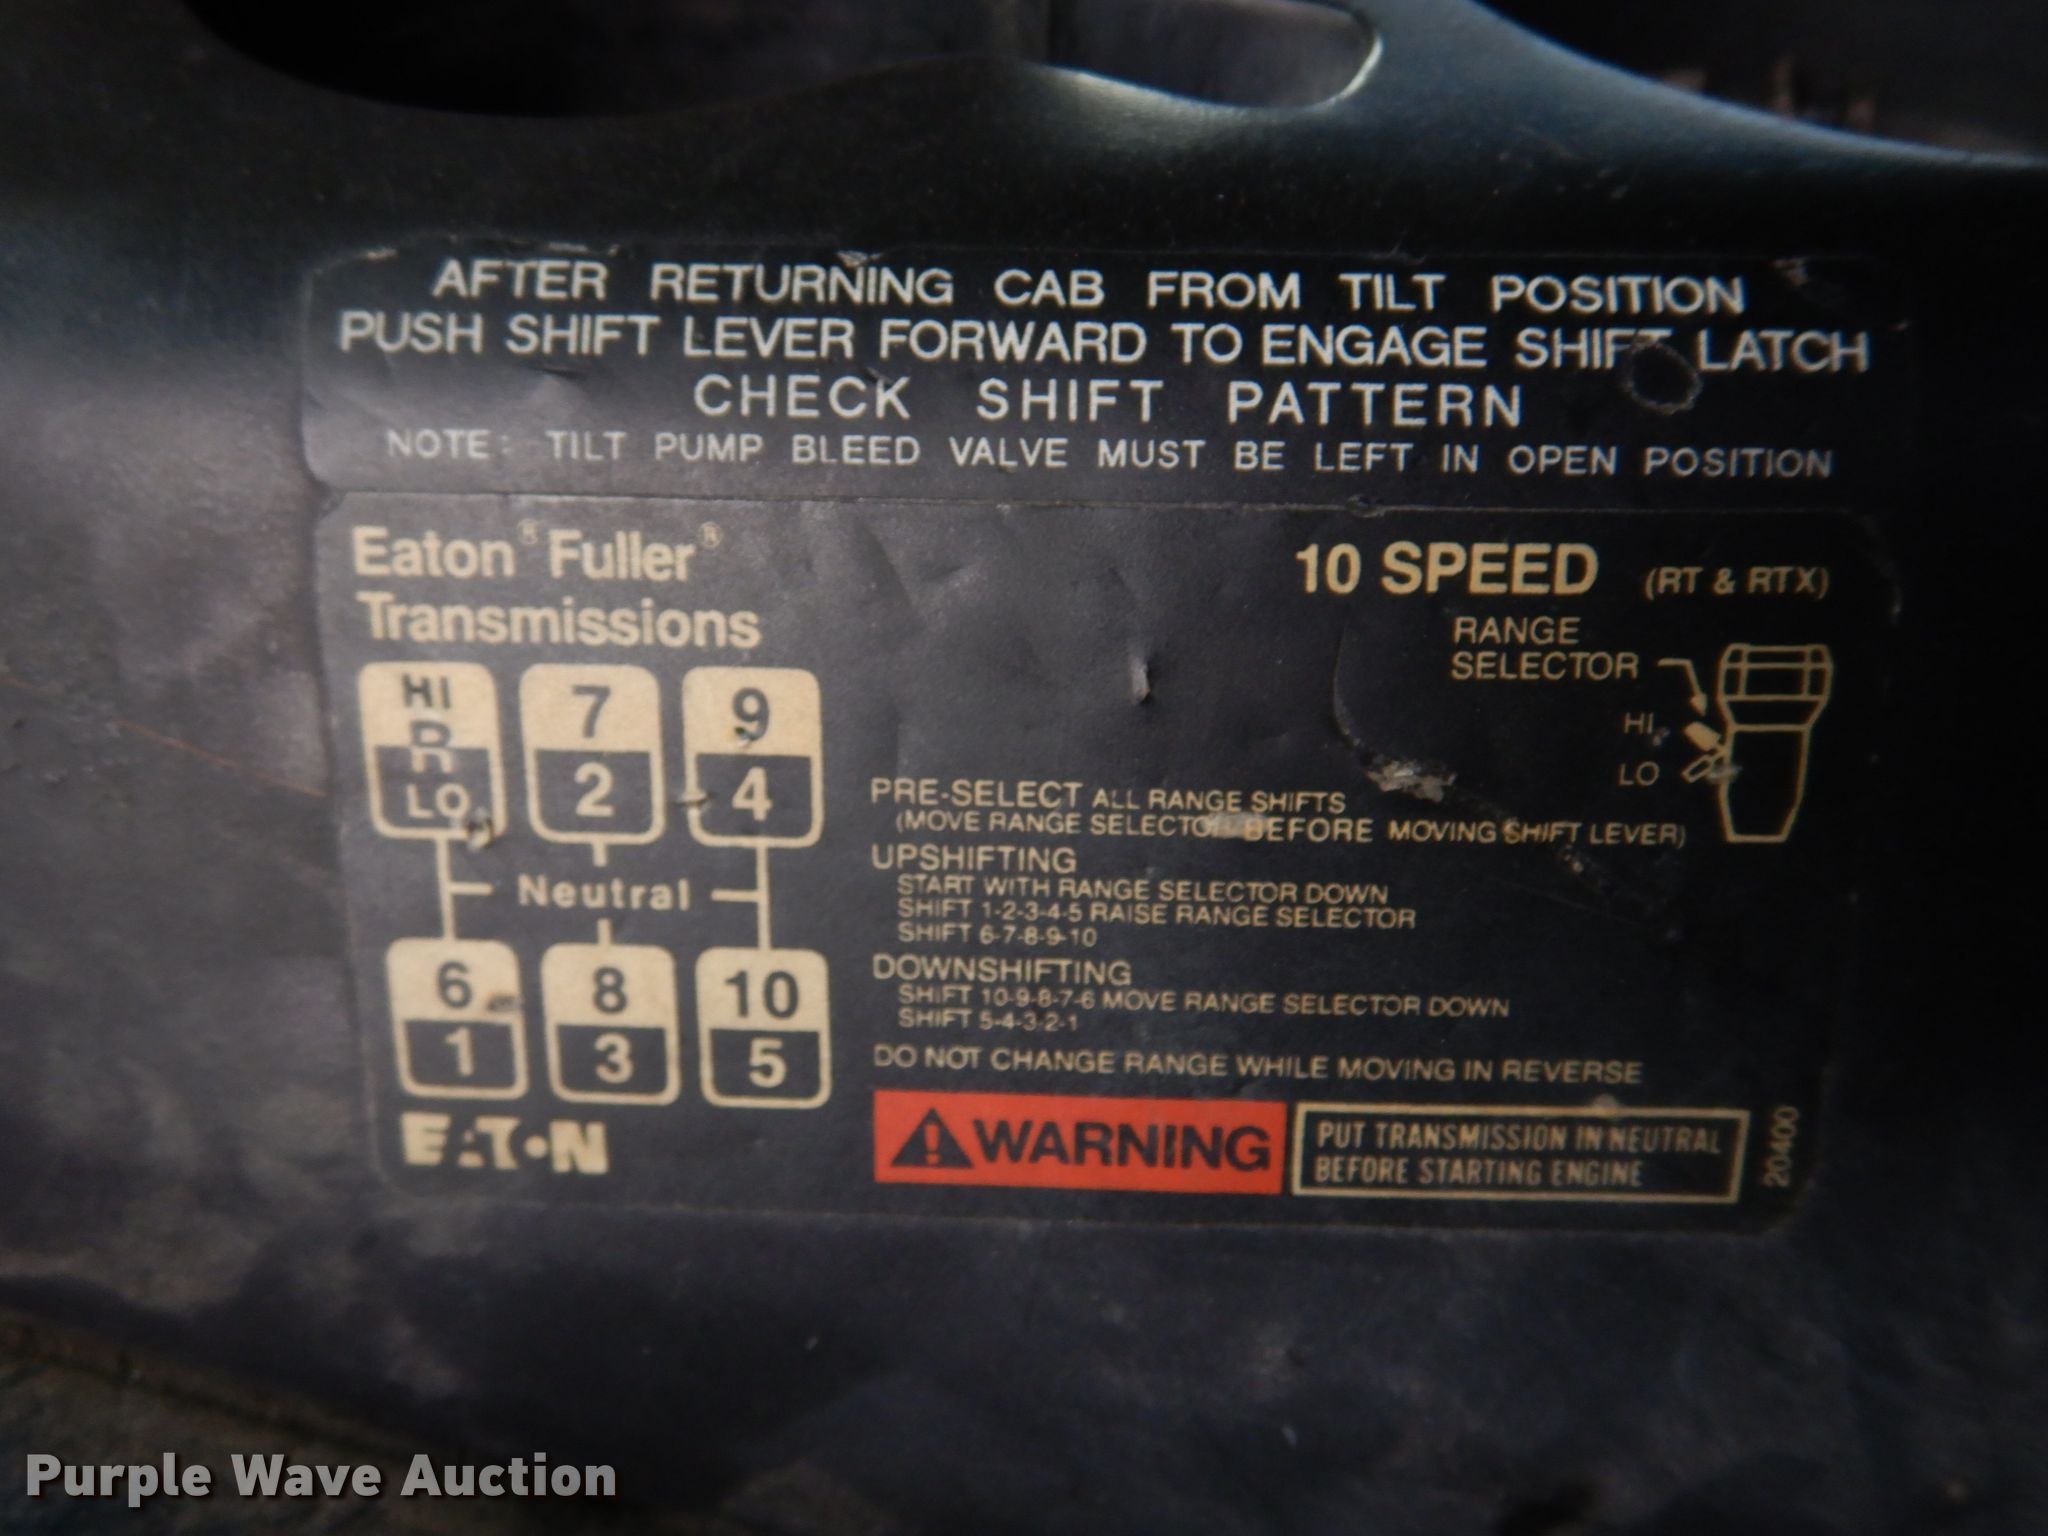 AFTER RETURNING CAB FROM TILT POSITION
PUSH SHIFT LEVER FORWARD TO ENGAGE SHIFT LATCH
CHECK SHIFT PATTERN
NOTE: TILT PUMP BLEED VALVE MUST BE LEFT IN OPEN POSITION
Eaton® Fuller®
Transmissions
10 SPEED (RT & RTX)
RANGE
SELECTOR
HI
LO
HI
R
LO
7
2
9
4
Neutral
6
1
8
3
10
5
EATON
PRE-SELECT ALL RANGE SHIFTS
(MOVE RANGE SELECTOR BEFORE MOVING SHIFT LEVER)
UPSHIFTING
START WITH RANGE SELECTOR DOWN
SHIFT 1-2-3-4-5 RAISE RANGE SELECTOR
SHIFT 6-7-8-9-10
DOWNSHIFTING
SHIFT 10-9-8-7-6 MOVE RANGE SELECTOR DOWN
SHIFT 5-4-3-2-1
DO NOT CHANGE RANGE WHILE MOVING IN REVERSE
WARNING
PUT TRANSMISSION IN NEUTRAL
BEFORE STARTING ENGINE
20400
Purple Wave Auction